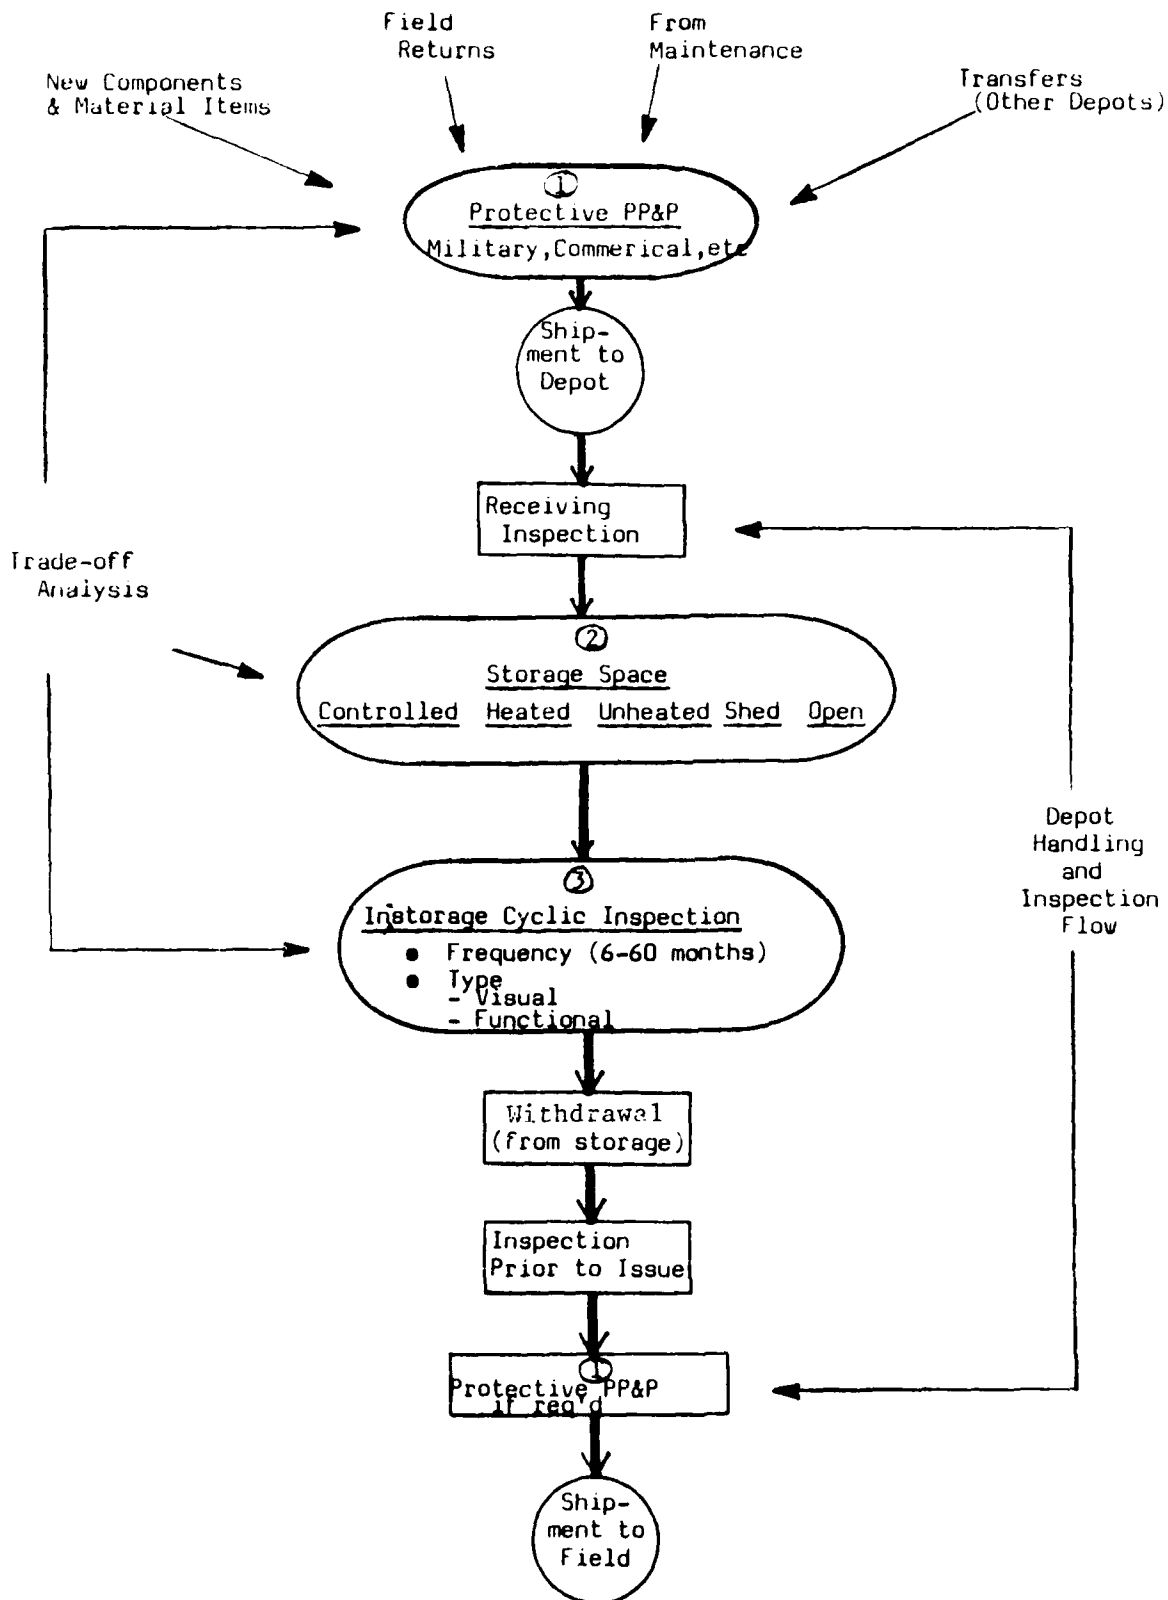 Field
Returns
From
Maintenance
New Components
& Material Items
Transfers
(Other Depots)
1
Protective PP&P
Military,Commerical,etc
Ship-
ment to
Depot
Receiving
Inspection
Trade-off
Analysis
2
Storage Space
Controlled Heated Unheated Shed Open
Depot
Handling
and
Inspection
Flow
3
Instorage Cyclic Inspection
● Frequency (6-60 months)
● Type
- Visual
- Functional
Withdrawal
(from storage)
Inspection
Prior to Issue
1
Protective PP&P
if req'd
Ship-
ment to
Field